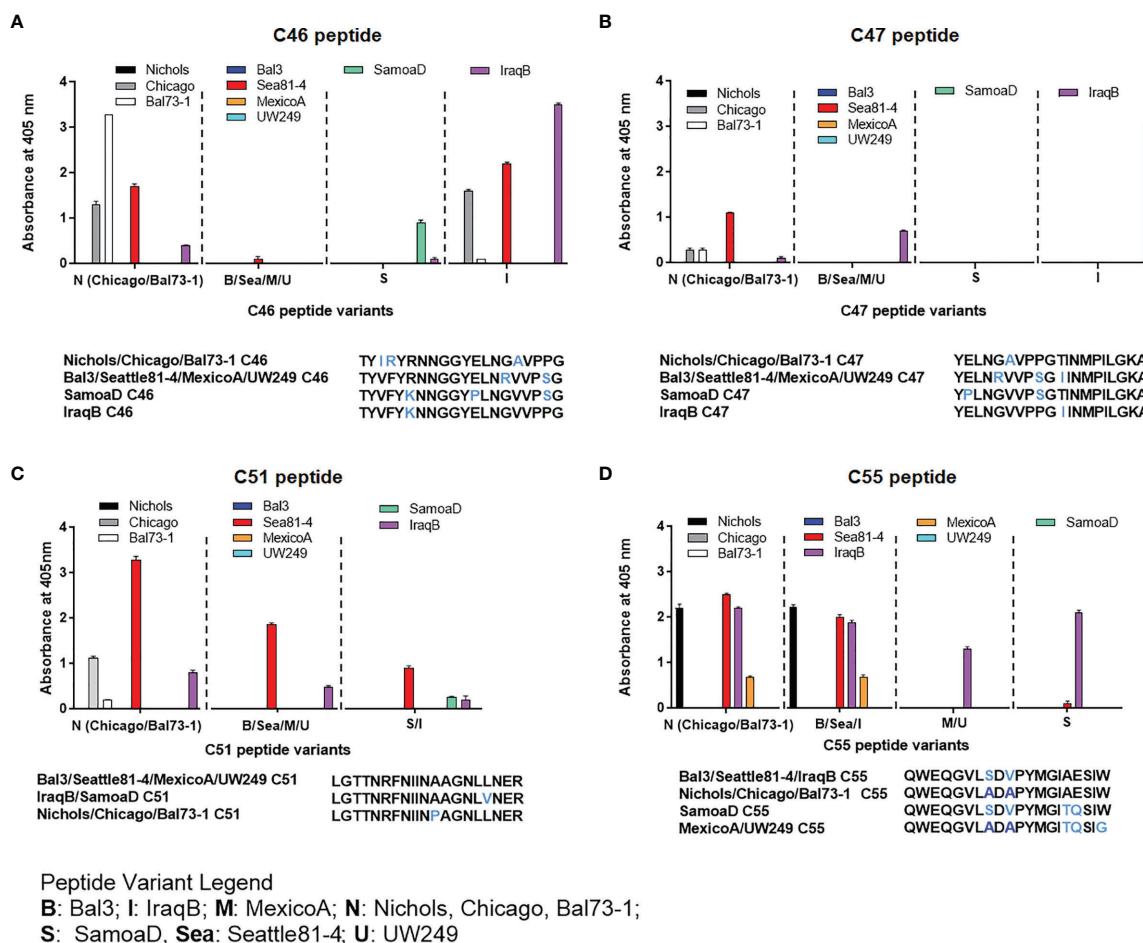 A
C46 peptide
Nichols
Chicago
Bal73-1
Bal3
Sea81-4
MexicoA
UW249
SamoaD
IraqB
Absorbance at 405 nm
4
3
2
1
0
N (Chicago/Bal73-1) B/Sea/M/U S I
C46 peptide variants
Nichols/Chicago/Bal73-1 C46 TYIRYRNNGGYELNGAVPPG
Bal3/Seattle81-4/MexicoA/UW249 C46 TYVFYRNNGGYELNRVVPSG
SamoaD C46 TYVFYKNNGGYPLNGVVPSG
IraqB C46 TYVFYKNNGGYELNGVVPPG
B
C47 peptide
Nichols
Chicago
Bal73-1
Bal3
Sea81-4
MexicoA
UW249
SamoaD
IraqB
Absorbance at 405 nm
4
3
2
1
0
N (Chicago/Bal73-1) B/Sea/M/U S I
C47 peptide variants
Nichols/Chicago/Bal73-1 C47 YELNGAVPPGTINMPILGKA
Bal3/Seattle81-4/MexicoA/UW249 C47 YELNRVVPSGIINMPILGKA
SamoaD C47 YPLNGVVPSGTINMPILGKA
IraqB C47 YELNGVVPPGIINMPILGKA
C
C51 peptide
Nichols
Chicago
Bal73-1
Bal3
Sea81-4
MexicoA
UW249
SamoaD
IraqB
Absorbance at 405nm
4
3
2
1
0
N (Chicago/Bal73-1) B/Sea/M/U S/I
C51 peptide variants
Bal3/Seattle81-4/MexicoA/UW249 C51 LGTTNRFNIINAAGNLLNER
IraqB/SamoaD C51 LGTTNRFNIINAAGNLVNER
Nichols/Chicago/Bal73-1 C51 LGTTNRFNIINPAGNLLNER
D
C55 peptide
Nichols
Chicago
Bal73-1
Bal3
Sea81-4
IraqB
MexicoA
UW249
SamoaD
Absorbance at 405 nm
4
3
2
1
0
N (Chicago/Bal73-1) B/Sea/I M/U S
C55 peptide variants
Bal3/Seattle81-4/IraqB C55 QWEQGVLSDVPYMGIAESIW
Nichols/Chicago/Bal73-1 C55 QWEQGVLADAPYMGIAESIW
SamoaD C55 QWEQGVLSDVPYMGITQSIW
MexicoA/UW249 C55 QWEQGVLADAPYMGITQSIG
Peptide Variant Legend
B: Bal3; I: IraqB; M: MexicoA; N: Nichols, Chicago, Bal73-1;
S: SamoaD, Sea: Seattle81-4; U: UW249